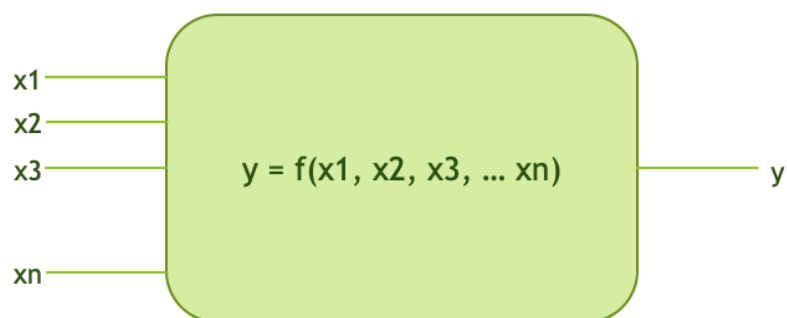 x1
x2
x3
xn
y = f(x1, x2, x3, ... xn)
y